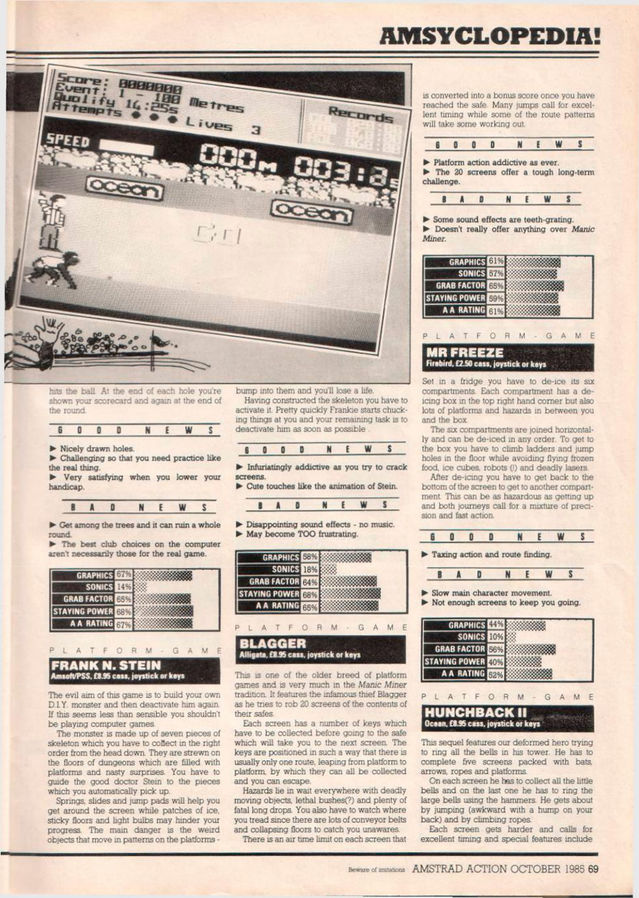 AMSYCLOPEDIA!
Score: 0000000
Event: 1 - 100 Metres
Qualify 14:25s
Attempts
Lives 3
Records
SPEED
000m 003:8s
ocean
ocean
hits the ball. At the end of each hole you're
shown your scorecard and again at the end of
the round.
GOOD NEWS
► Nicely drawn holes.
► Challenging so that you need practice like
the real thing.
► Very satisfying when you lower your
handicap.
BAD NEWS
► Get among the trees and it can ruin a whole
round.
► The best club choices on the computer
aren't necessarily those for the real game.
GRAPHICS 67%
SONICS 14%
GRAB FACTOR 65%
STAYING POWER 68%
A A RATING 67%
PLATFORM-GAME
FRANK N. STEIN
Amsoft/PSS, £8.95 cass, joystick or keys
The evil aim of this game is to build your own
D.I.Y. monster and then deactivate him again.
If this seems less than sensible you shouldn't
be playing computer games.
The monster is made up of seven pieces of
skeleton which you have to collect in the right
order from the head down. They are strewn on
the floors of dungeons which are filled with
platforms and nasty surprises. You have to
guide the good doctor Stein to the pieces
which you automatically pick up.
Springs, slides and jump pads will help you
get around the screen while patches of ice,
sticky floors and light bulbs may hinder your
progress. The main danger is the weird
objects that move in patterns on the platforms -
bump into them and you'll lose a life.
Having constructed the skeleton you have to
activate it. Pretty quickly Frankie starts chuck-
ing things at you and your remaining task is to
deactivate him as soon as possible .
GOOD NEWS
► Infuriatingly addictive as you try to crack
screens.
► Cute touches like the animation of Stein.
BAD NEWS
► Disappointing sound effects - no music.
► May become TOO frustrating.
GRAPHICS 58%
SONICS 18%
GRAB FACTOR 64%
STAYING POWER 68%
A A RATING 66%
PLATFORM-GAME
BLAGGER
Alligata, £8.95 cass, joystick or keys
This is one of the older breed of platform
games and is very much in the Manic Miner
tradition. It features the infamous thief Blagger
as he tries to rob 20 screens of the contents of
their safes.
Each screen has a number of keys which
have to be collected before going to the safe
which will take you to the next screen. The
keys are positioned in such a way that there is
usually only one route, leaping from platform to
platform, by which they can all be collected
and you can escape.
Hazards lie in wait everywhere with deadly
moving objects, lethal bushes(?) and plenty of
fatal long drops. You also have to watch where
you tread since there are lots of conveyor belts
and collapsing floors to catch you unawares.
There is an air time limit on each screen that
is converted into a bonus score once you have
reached the safe. Many jumps call for excel-
lent timing while some of the route patterns
will take some working out.
GOOD NEWS
► Platform action addictive as ever.
► The 20 screens offer a tough long-term
challenge.
BAD NEWS
► Some sound effects are teeth-grating.
► Doesn't really offer anything over Manic
Miner.
GRAPHICS 61%
SONICS 57%
GRAB FACTOR 65%
STAYING POWER 59%
A A RATING 61%
PLATFORM-GAME
MR FREEZE
Firebird, £2.50 cass, joystick or keys
Set in a fridge you have to de-ice its six
compartments. Each compartment has a de-
icing box in the top right hand corner but also
lots of platforms and hazards in between you
and the box.
The six compartments are joined horizontal-
ly and can be de-iced in any order. To get to
the box you have to climb ladders and jump
holes in the floor while avoiding flying frozen
food, ice cubes, robots (!) and deadly lasers.
After de-icing you have to get back to the
bottom of the screen to get to another compart-
ment. This can be as hazardous as getting up
and both journeys call for a mixture of preci-
sion and fast action.
GOOD NEWS
► Taxing action and route finding.
BAD NEWS
► Slow main character movement.
► Not enough screens to keep you going.
GRAPHICS 44%
SONICS 10%
GRAB FACTOR 56%
STAYING POWER 40%
A A RATING 52%
PLATFORM-GAME
HUNCHBACK II
Ocean, £8.95 cass, joystick or keys
This sequel features our deformed hero trying
to ring all the bells in his tower. He has to
complete five screens packed with bats,
arrows, ropes and platforms.
On each screen he has to collect all the little
bells and on the last one he has to ring the
large bells using the hammers. He gets about
by jumping (awkward with a hump on your
back) and by climbing ropes.
Each screen gets harder and calls for
excellent timing and special features include
Beware of imitations AMSTRAD ACTION OCTOBER 1985 69